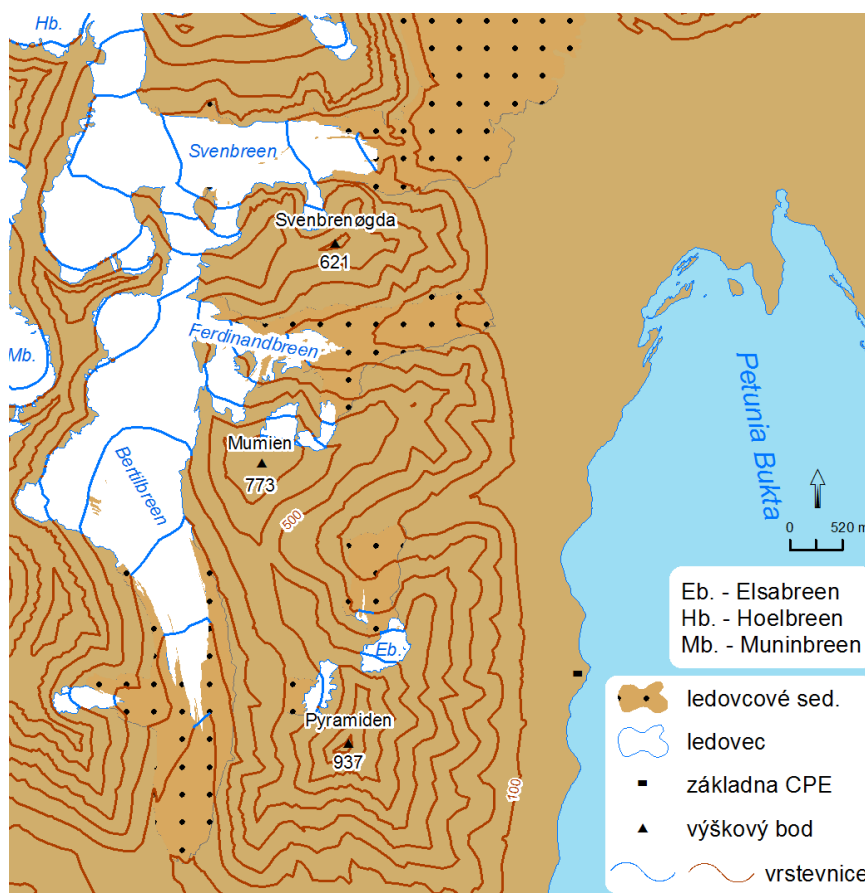 Hb.
Svenbreen
Svenbrenøgda
621
Ferdinandbreen
Mb.
Mumien
773
Bertilbreen
500
Petunia Bukta
0 520 m
Eb. - Elsabreen
Hb. - Hoelbreen
Mb. - Muninbreen
Eb.
Pyramiden
937
100
ledovcové sed.
ledovec
základna CPE
výškový bod
vrstevnice